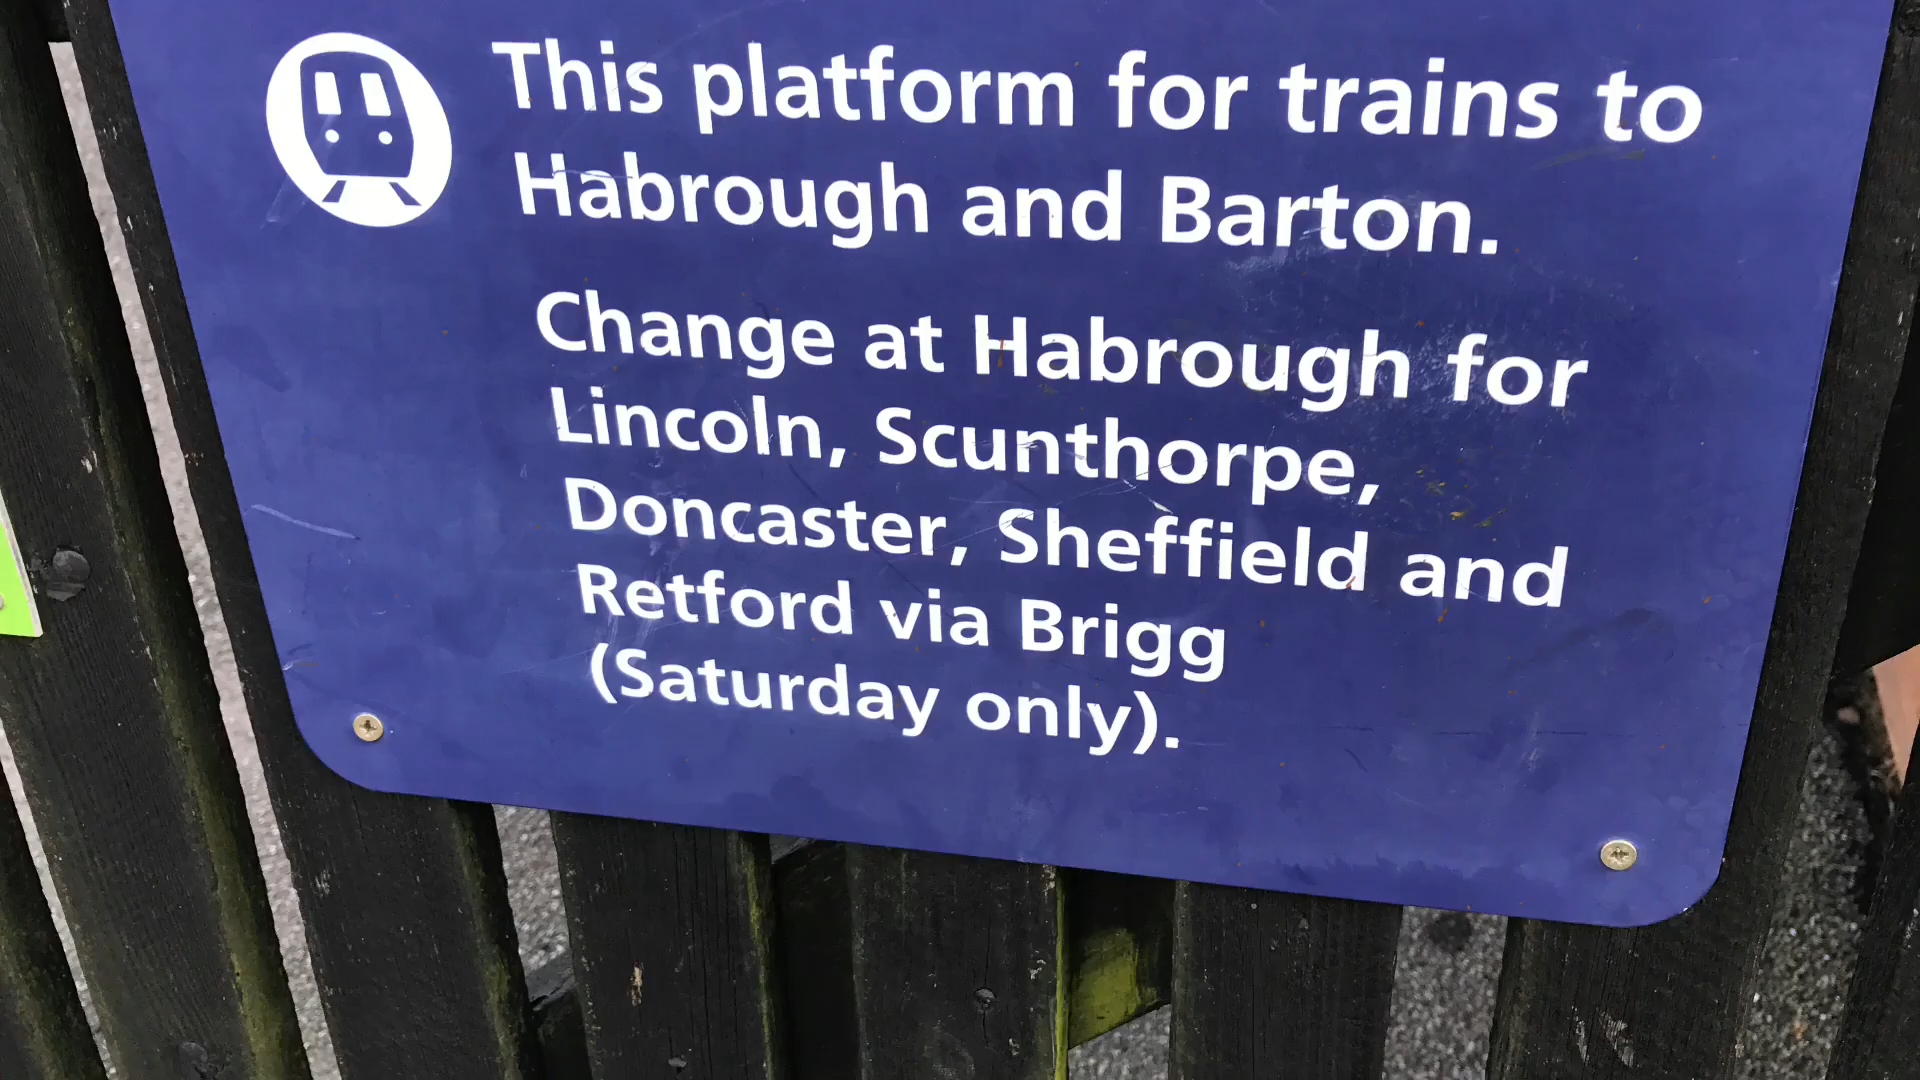 This platform for trains to
Habrough and Barton.
Change at Habrough for
Lincoln, Scunthorpe,
Doncaster, Sheffield and
Retford via Brigg
(Saturday only).